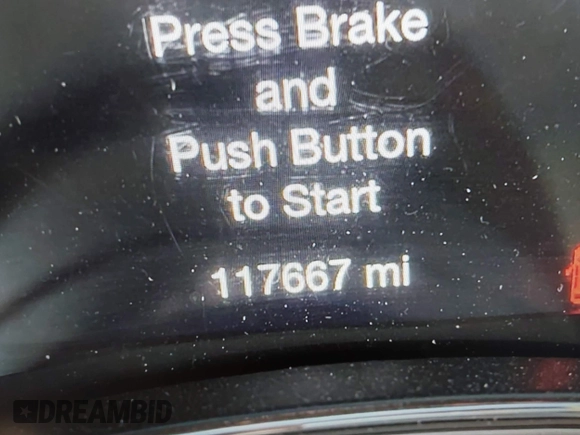 Press Brake
and
Push Button
to Start
117667 mi
DREAMBID